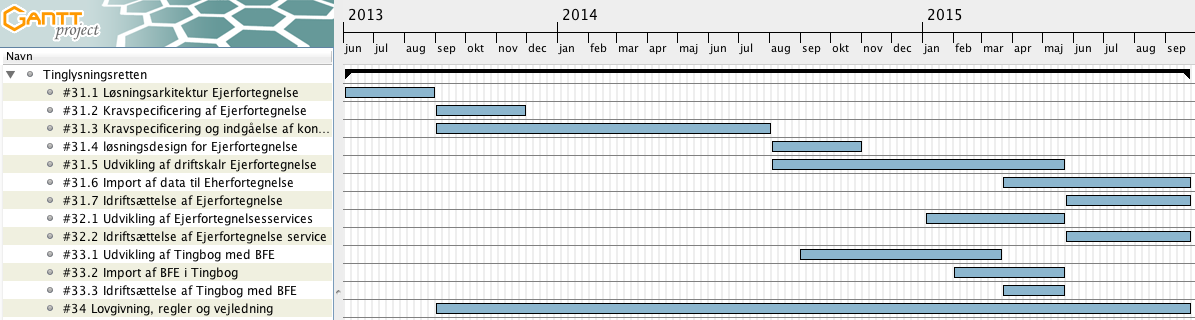 GANTT project
2013 2014 2015
jun jul aug sep okt nov dec jan feb mar apr maj jun jul aug sep okt nov dec jan feb mar apr maj jun jul aug sep
Navn
Tinglysningsretten
#31.1 Løsningsarkitektur Ejerfortegnelse
#31.2 Kravspecificering af Ejerfortegnelse
#31.3 Kravspecificering og indgåelse af kon...
#31.4 løsningsdesign for Ejerfortegnelse
#31.5 Udvikling af driftskalr Ejerfortegnelse
#31.6 Import af data til Eherfortegnelse
#31.7 Idriftsættelse af Ejerfortegnelse
#32.1 Udvikling af Ejerfortegnelsesservices
#32.2 Idriftsættelse af Ejerfortegnelse service
#33.1 Udvikling af Tingbog med BFE
#33.2 Import af BFE i Tingbog
#33.3 Idriftsættelse af Tingbog med BFE
#34 Lovgivning, regler og vejledning